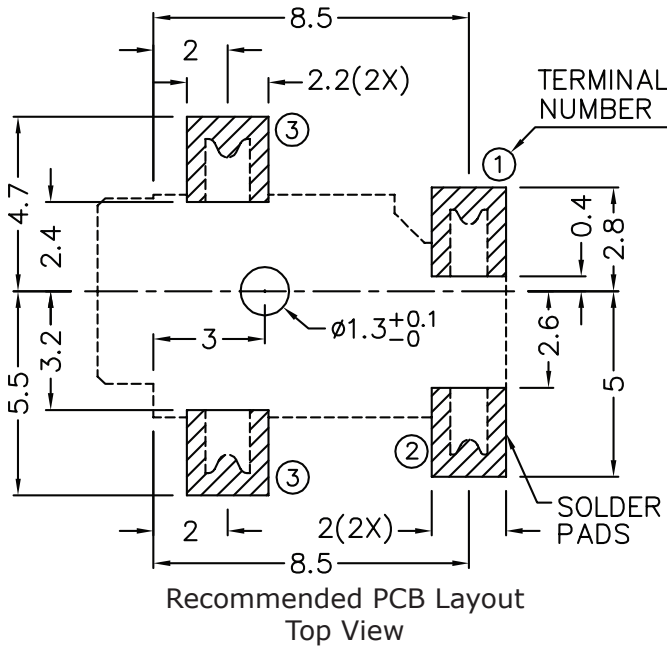 8.5
2
2.2(2X)
TERMINAL
NUMBER
③
①
4.7
2.4
0.4
2.8
3
ø1.3 +0.1 -0
3.2
5.5
2.6
5
②
③
2
2(2X)
SOLDER
PADS
8.5
Recommended PCB Layout
Top View